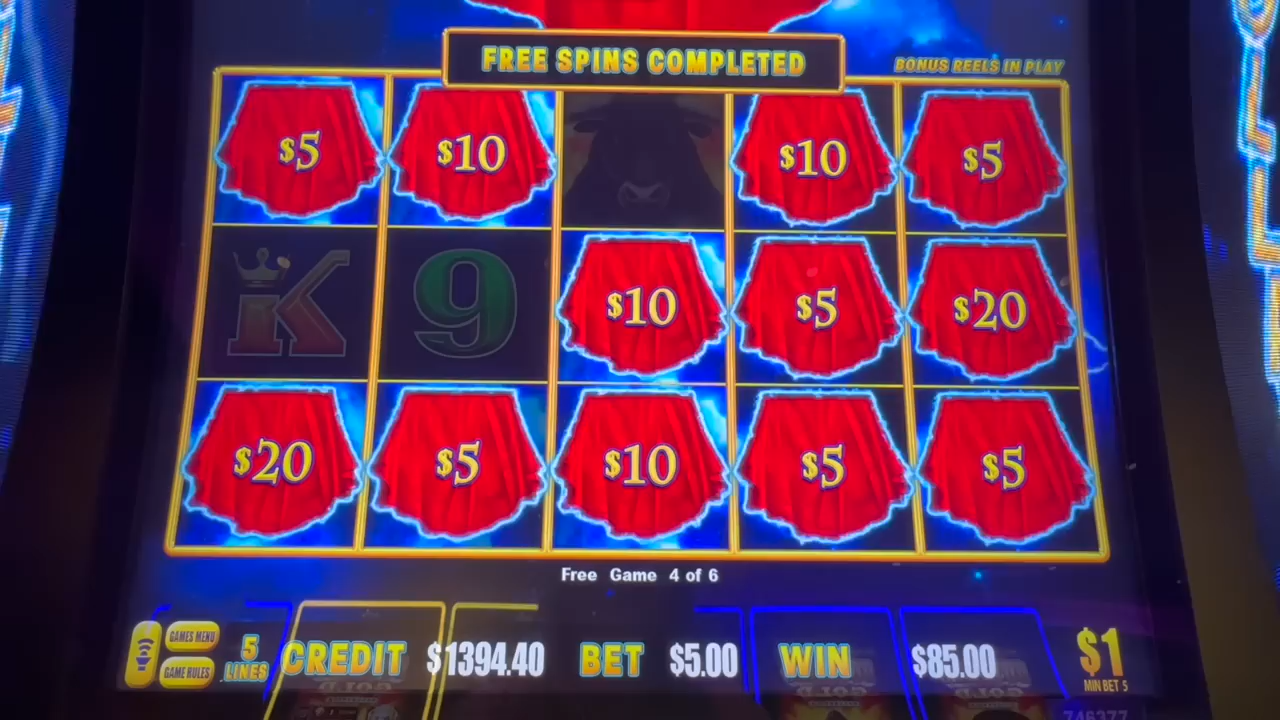 FREE SPINS COMPLETED
BONUS REELS IN PLAY
$5 $10 $10 $5
K 9 $10 $5 $20
$20 $5 $10 $5 $5
Free Game 4 of 6
GAMES MENU
GAME RULES
5 LINES
CREDIT $1394.40 BET $5.00 WIN $85.00
$1
MIN BET 5